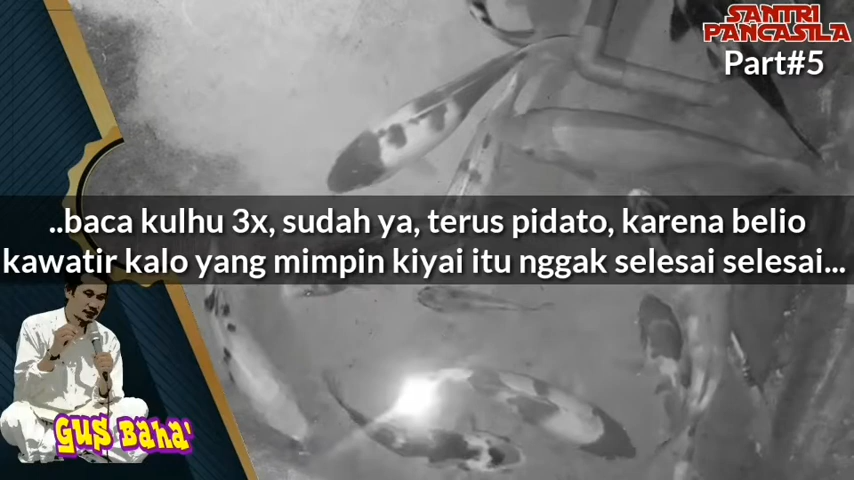 SANTRI
PANCASILA
Part#5
..baca kulhu 3x, sudah ya, terus pidato, karena belio
kawatir kalo yang mimpin kiyai itu nggak selesai selesai...
Gus Baha'